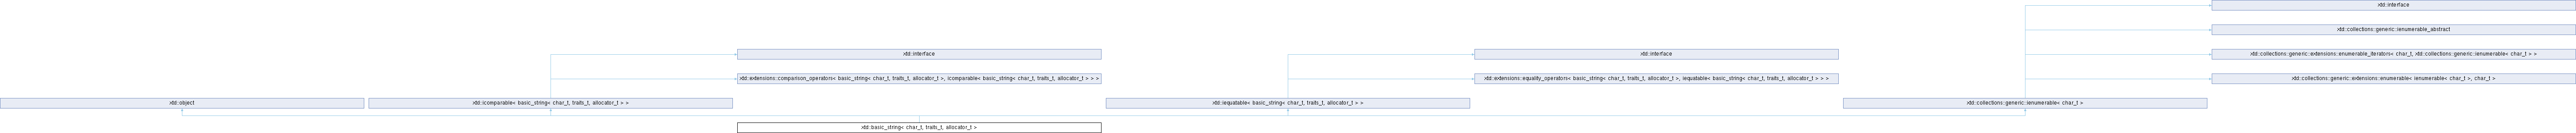 xtd::interface
xtd::collections::generic::ienumerable_abstract
xtd::interface
xtd::interface
xtd::collections::generic::extensions::enumerable_iterators< char_t, xtd::collections::generic::ienumerable< char_t > >
xtd::extensions::comparison_operators< basic_string< char_t, traits_t, allocator_t >, icomparable< basic_string< char_t, traits_t, allocator_t > > >
xtd::extensions::equality_operators< basic_string< char_t, traits_t, allocator_t >, iequatable< basic_string< char_t, traits_t, allocator_t > > >
xtd::collections::generic::extensions::enumerable< ienumerable< char_t >, char_t >
xtd::object
xtd::icomparable< basic_string< char_t, traits_t, allocator_t > >
xtd::iequatable< basic_string< char_t, traits_t, allocator_t > >
xtd::collections::generic::ienumerable< char_t >
xtd::basic_string< char_t, traits_t, allocator_t >